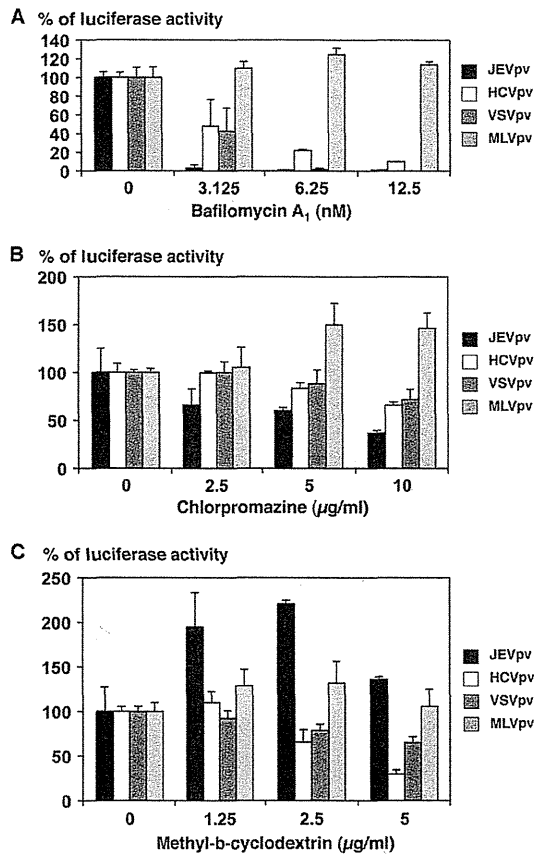 A % of luciferase activity
140
120
100
80
60
40
20
0
0 3.125 6.25 12.5
Bafilomycin A1 (nM)
JEVpv
HCVpv
VSVpv
MLVpv
B % of luciferase activity
200
150
100
50
0
0 2.5 5 10
Chlorpromazine (µg/ml)
JEVpv
HCVpv
VSVpv
MLVpv
C % of luciferase activity
250
200
150
100
50
0
0 1.25 2.5 5
Methyl-b-cyclodextrin (µg/ml)
JEVpv
HCVpv
VSVpv
MLVpv